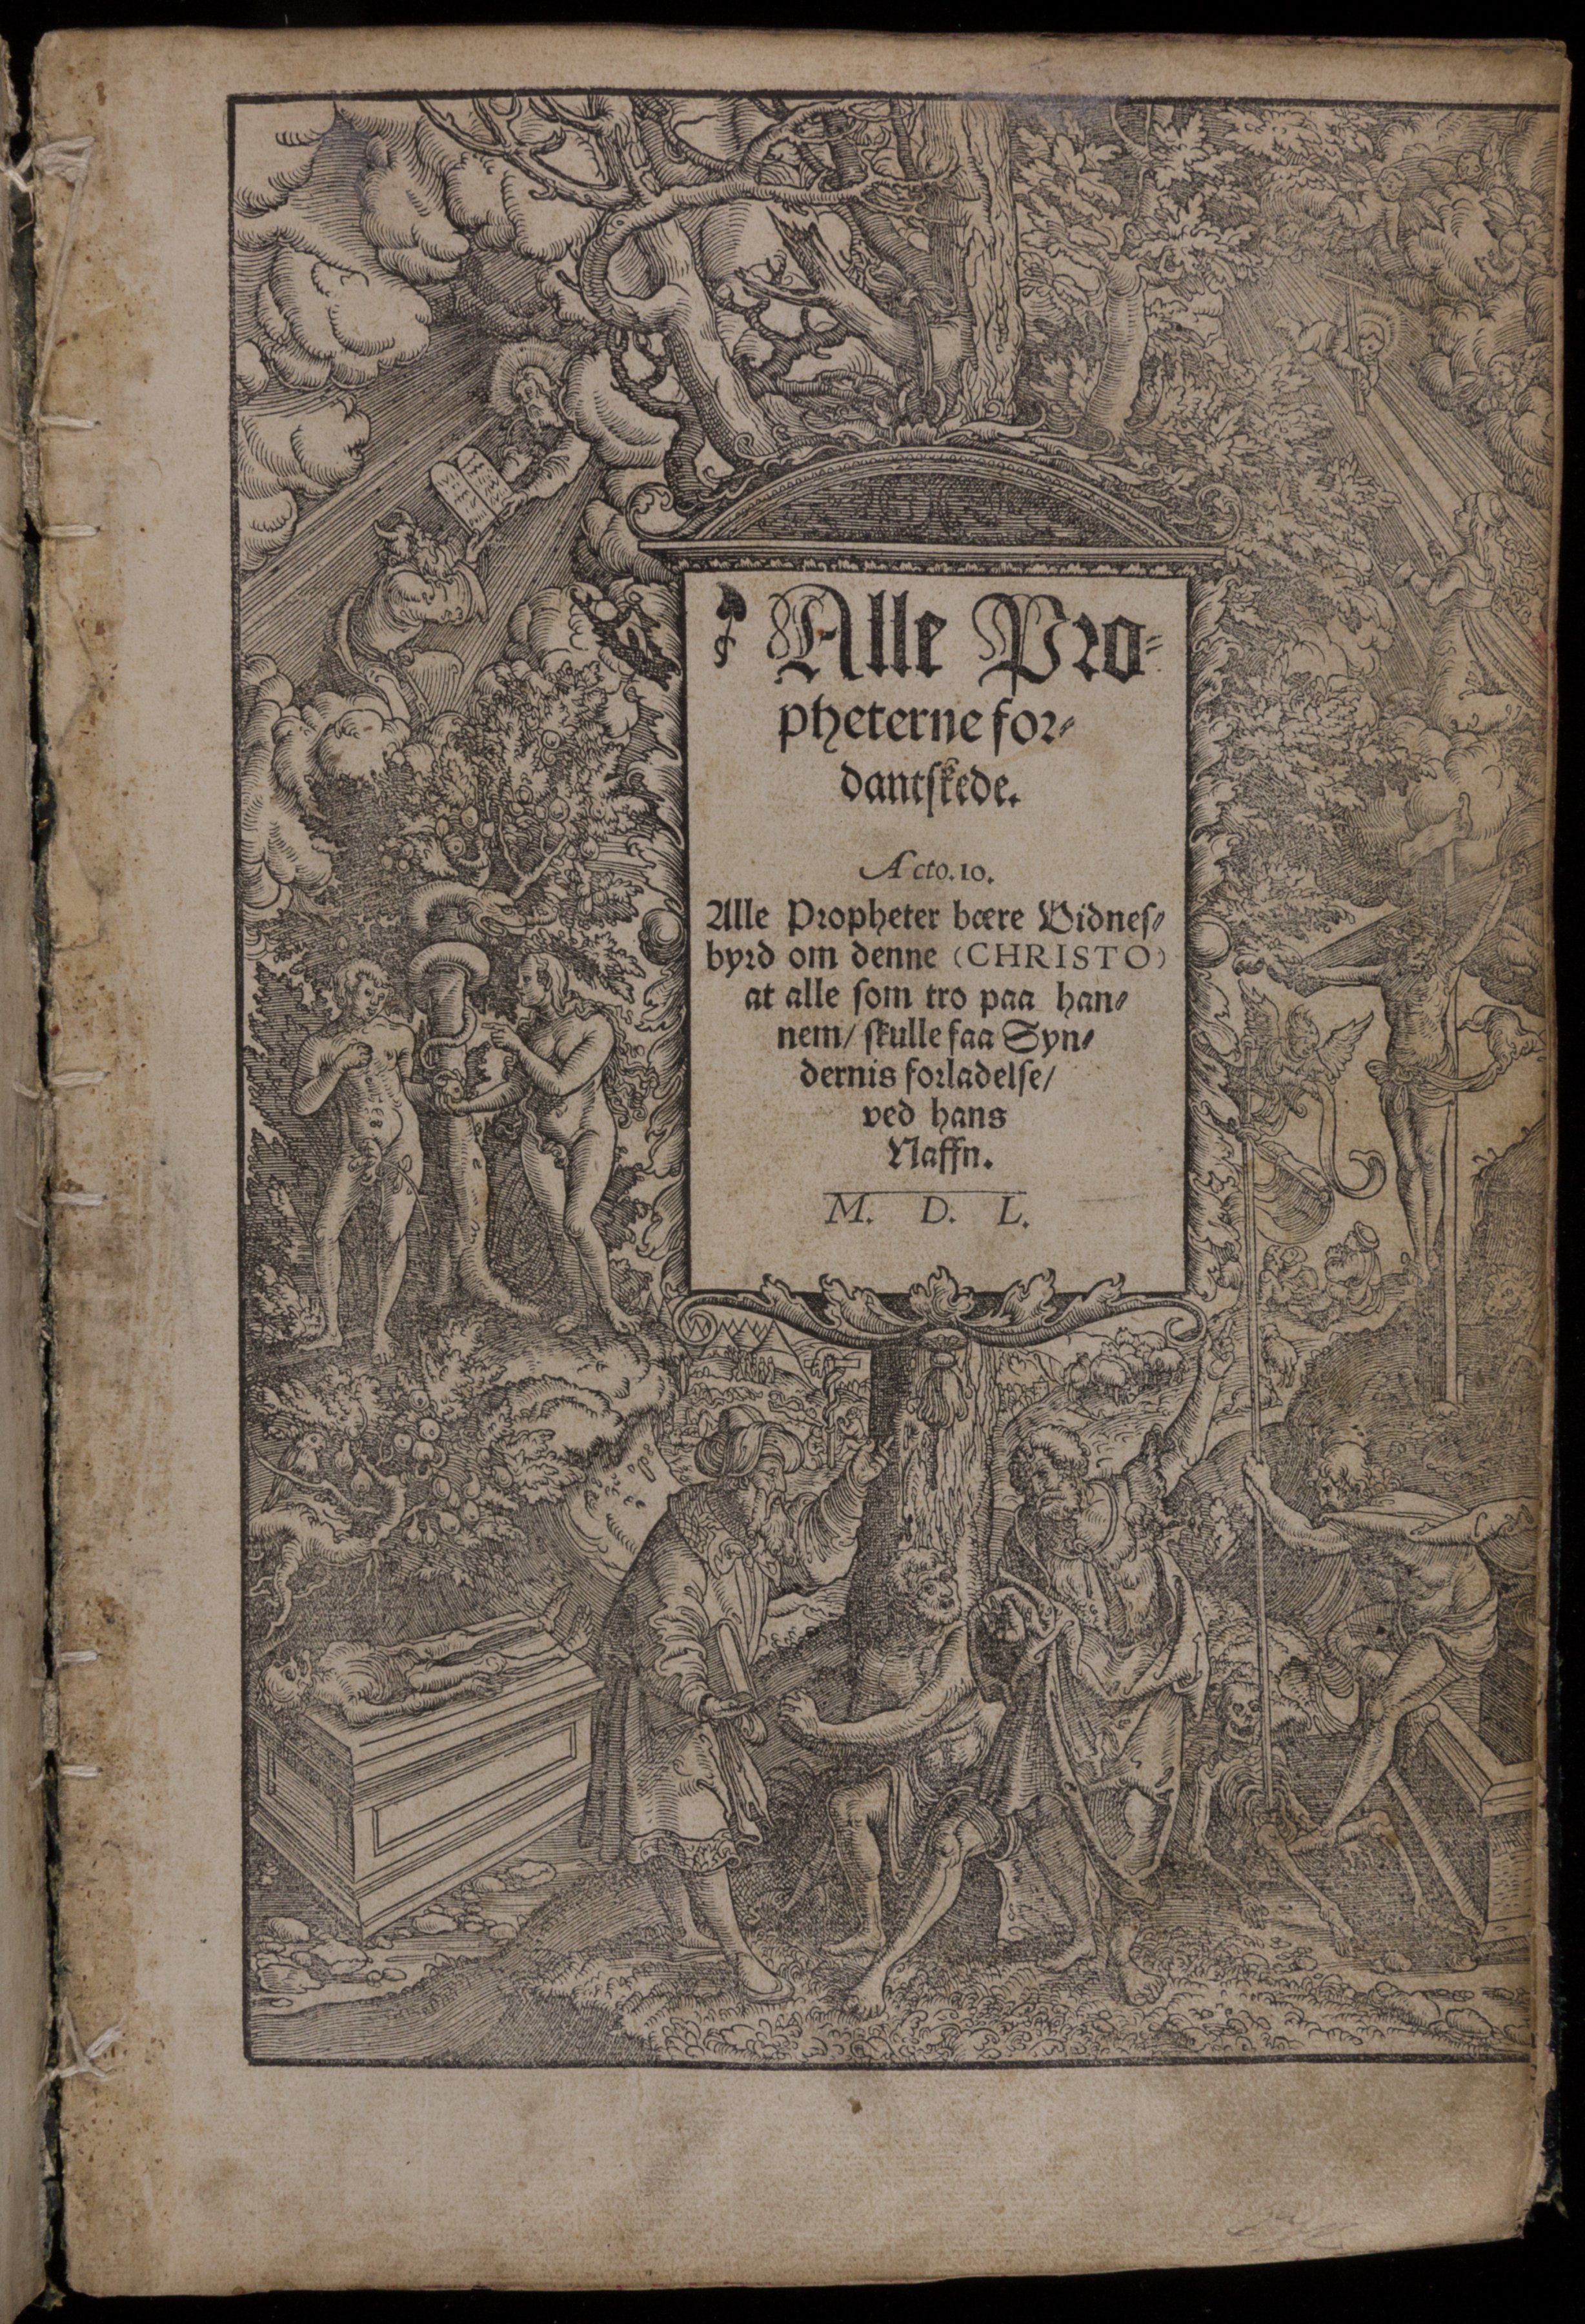 Alle Pro-
pheterne for-
dantskede.
Acto. 10.
Alle Propheter bære Vidnes-
byrd om denne (CHRISTO)
at alle som tro paa han-
nem/ skulle faa Syn-
dernis forladelse/
ved hans
Naffn.
M. D. L.